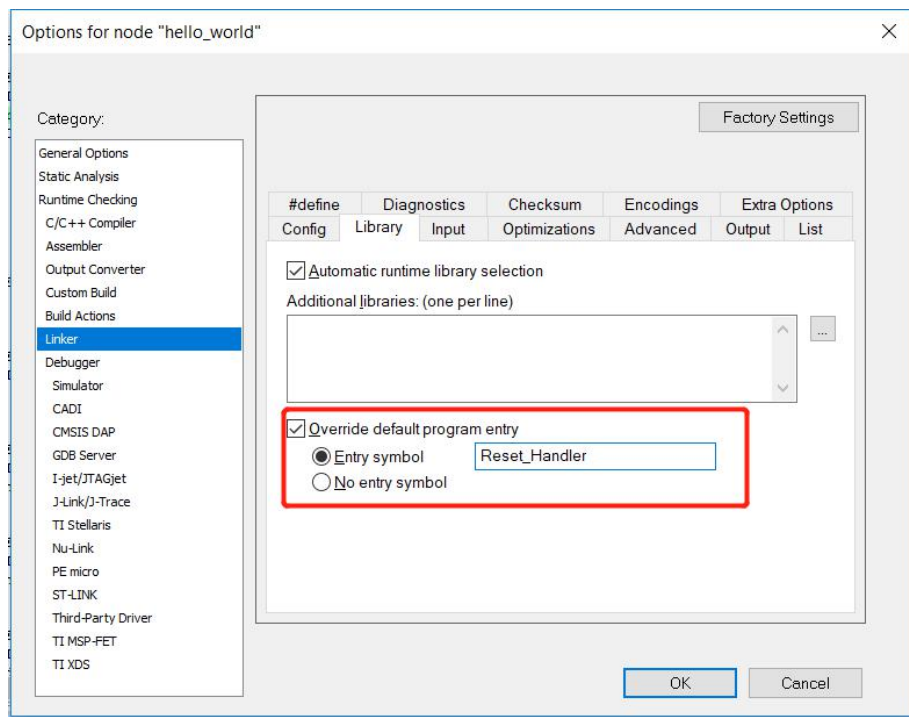 Options for node "hello_world"
Category:
General Options
Static Analysis
Runtime Checking
C/C++ Compiler
Assembler
Output Converter
Custom Build
Build Actions
Linker
Debugger
Simulator
CADI
CMSIS DAP
GDB Server
I-jet/JTAGjet
J-Link/J-Trace
TI Stellaris
Nu-Link
PE micro
ST-LINK
Third-Party Driver
TI MSP-FET
TI XDS
Factory Settings
#define Diagnostics Checksum Encodings Extra Options
Config Library Input Optimizations Advanced Output List
Automatic runtime library selection
Additional libraries: (one per line)
...
Override default program entry
Entry symbol Reset_Handler
No entry symbol
OK Cancel